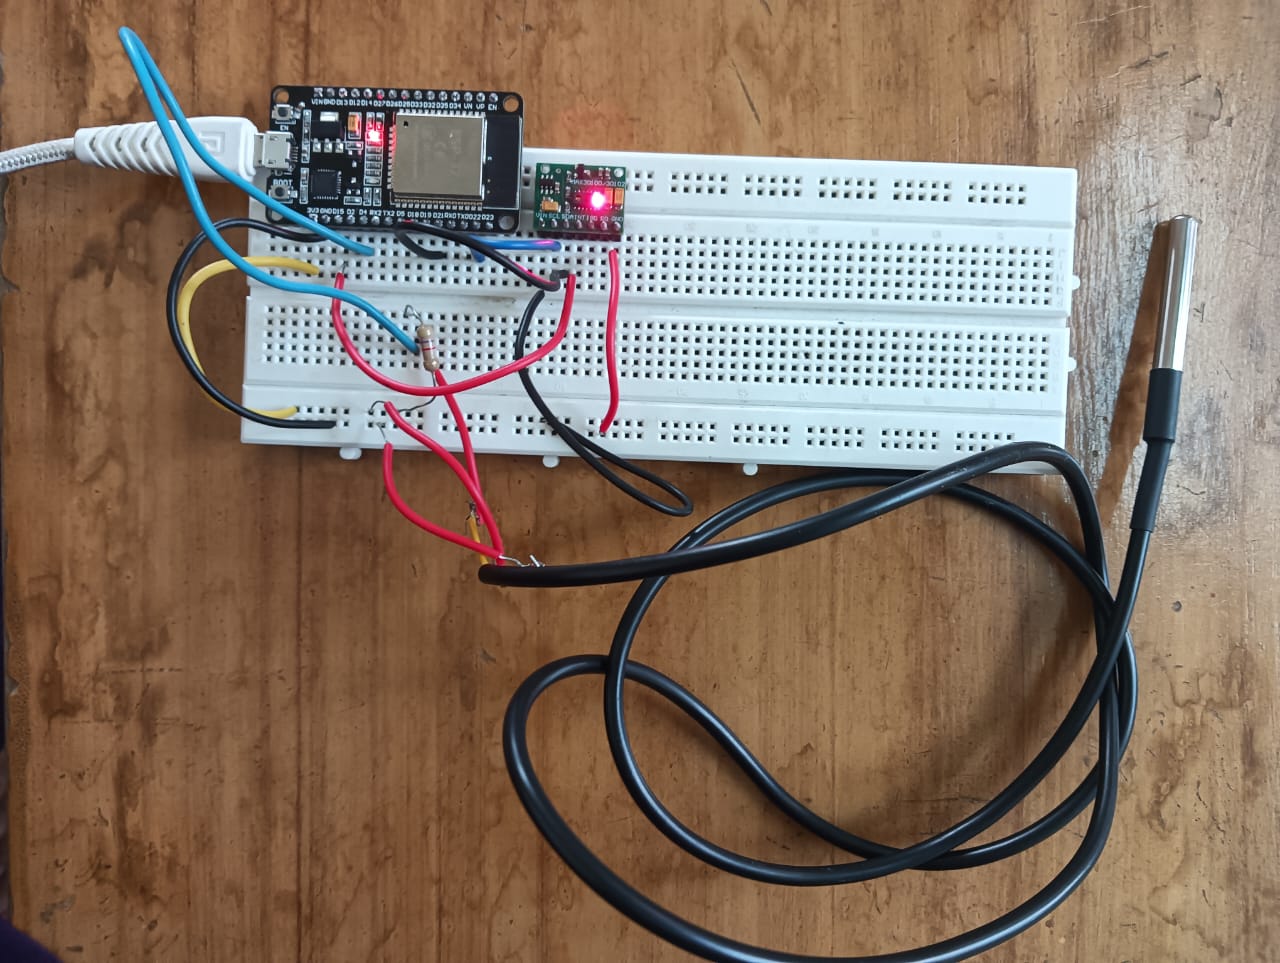 VIN GND D13 D12 D14 D27 D26 D25 D33 D32 D35 D34 VN VP EN
EN
BOOT
3V3 GND D15 D2 D4 RX2 TX2 D5 D18 D19 D21 RX0 TX0 D22 D23
MAX30100/30102
VIN SCL SDA INT IRD RD GND